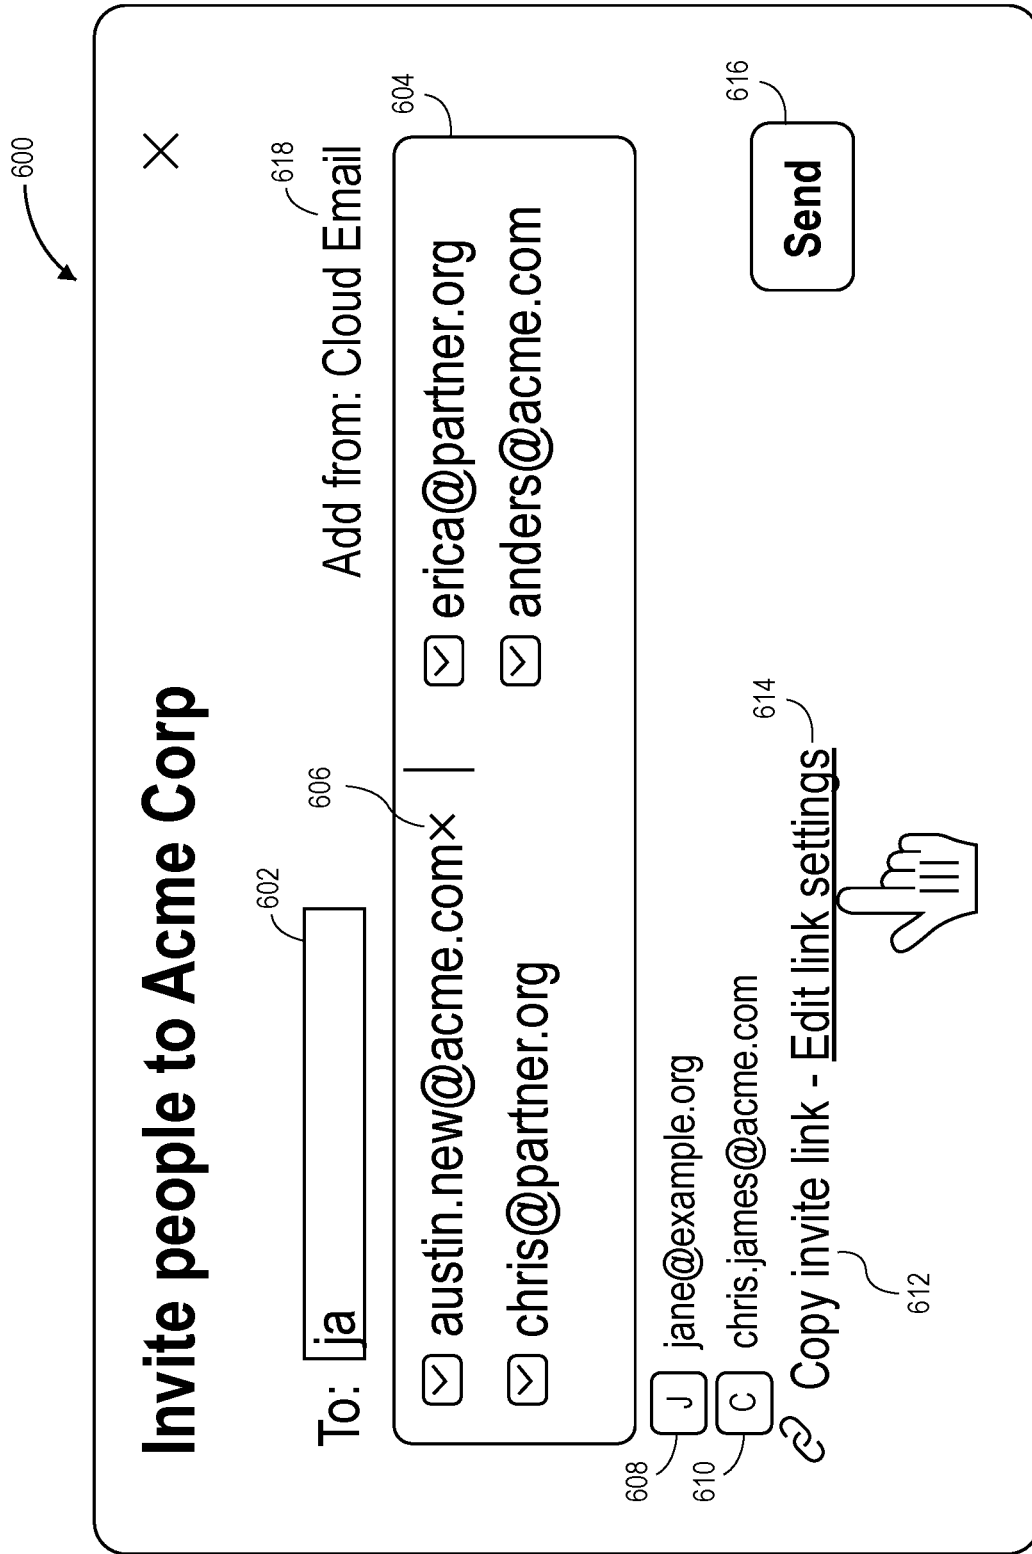 600
Invite people to Acme Corp
602
618
To: ja
Add from: Cloud Email
604
606
austin.new@acme.com×
erica@partner.org
chris@partner.org
anders@acme.com
608
J jane@example.org
610
C chris.james@acme.com
614
616
Copy invite link - Edit link settings
Send
612